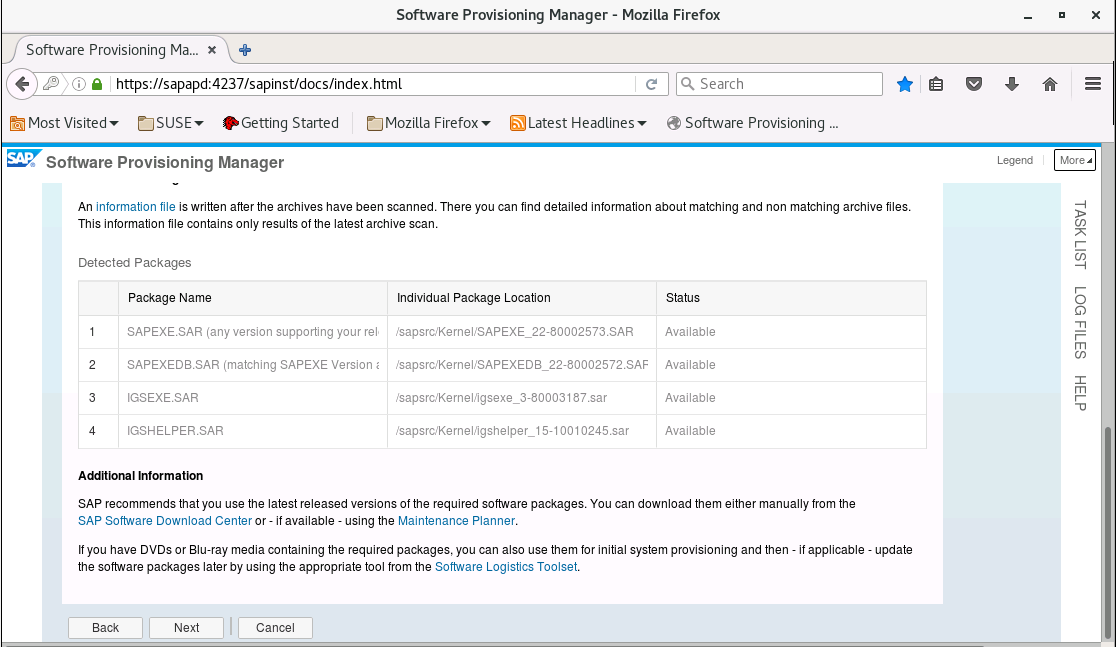 Software Provisioning Manager - Mozilla Firefox
Software Provisioning Ma...
https://sapapd:4237/sapinst/docs/index.html
Search
Most Visited
SUSE
Getting Started
Mozilla Firefox
Latest Headlines
Software Provisioning ...
SAP Software Provisioning Manager
Legend
More
An information file is written after the archives have been scanned. There you can find detailed information about matching and non matching archive files.
This information file contains only results of the latest archive scan.
Detected Packages
Package Name Individual Package Location Status
1 SAPEXE.SAR (any version supporting your rel /sapsrc/Kernel/SAPEXE_22-80002573.SAR Available
2 SAPEXEDB.SAR (matching SAPEXE Version a /sapsrc/Kernel/SAPEXEDB_22-80002572.SAR Available
3 IGSEXE.SAR /sapsrc/Kernel/igsexe_3-80003187.sar Available
4 IGSHELPER.SAR /sapsrc/Kernel/igshelper_15-10010245.sar Available
Additional Information
SAP recommends that you use the latest released versions of the required software packages. You can download them either manually from the
SAP Software Download Center or - if available - using the Maintenance Planner.
If you have DVDs or Blu-ray media containing the required packages, you can also use them for initial system provisioning and then - if applicable - update
the software packages later by using the appropriate tool from the Software Logistics Toolset.
Back
Next
Cancel
TASK LIST
LOG FILES
HELP